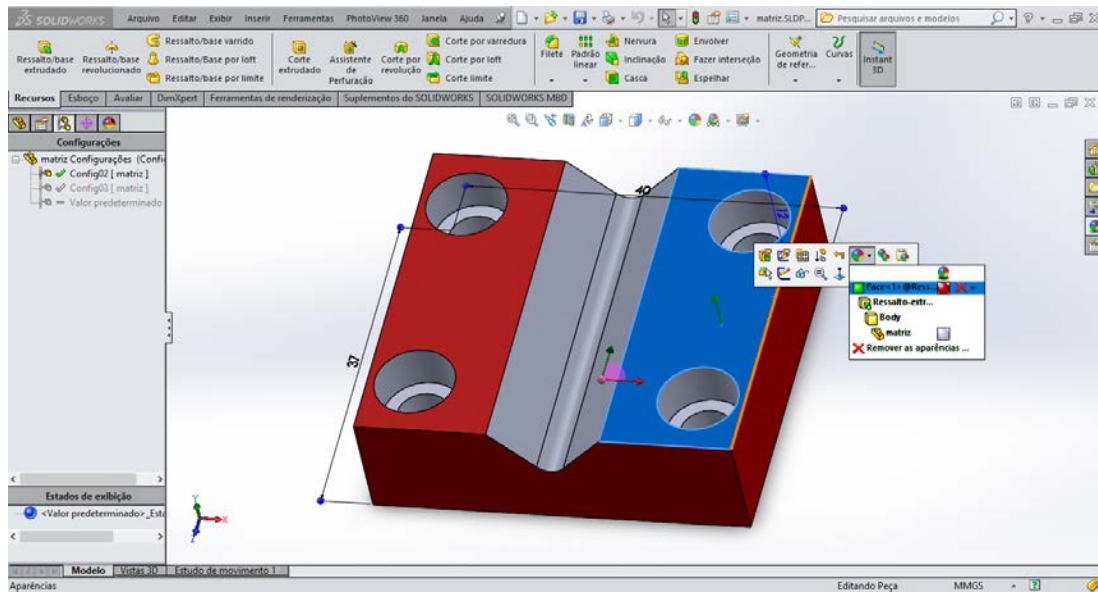 SOLIDWORKS Arquivo Editar Exibir Inserir Ferramentas PhotoView 360 Janela Ajuda matriz.SLDP... Pesquisar arquivos e modelos
Ressalto/base extrudado
Ressalto/base revolucionado
Ressalto/base varrido
Ressalto/Base por loft
Ressalto/Base por limite
Corte extrudado
Assistente de Perfuração
Corte por revolução
Corte por varredura
Corte por loft
Corte limite
Filete
Padrão linear
Nervura
Inclinação
Casca
Envolver
Fazer interseção
Espelhar
Geometria de refer...
Curvas
Instant 3D
Recursos Esboço Avaliar DimXpert Ferramentas de renderização Suplementos do SOLIDWORKS SOLIDWORKS MBD
Configurações
matriz Configurações (Confi
Config02 [ matriz ]
Config03 [ matriz ]
Valor predeterminado
40
12
37
Face<1>@Ress...
Ressalto-extr...
Body
matriz
Remover as aparências ...
Estados de exibição
<Valor predeterminado>_Esta
Y
X
Z
Modelo Vistas 3D Estudo de movimento 1
Aparências Editando Peça MMGS